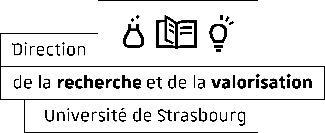 Direction
de la recherche et de la valorisation
Université de Strasbourg